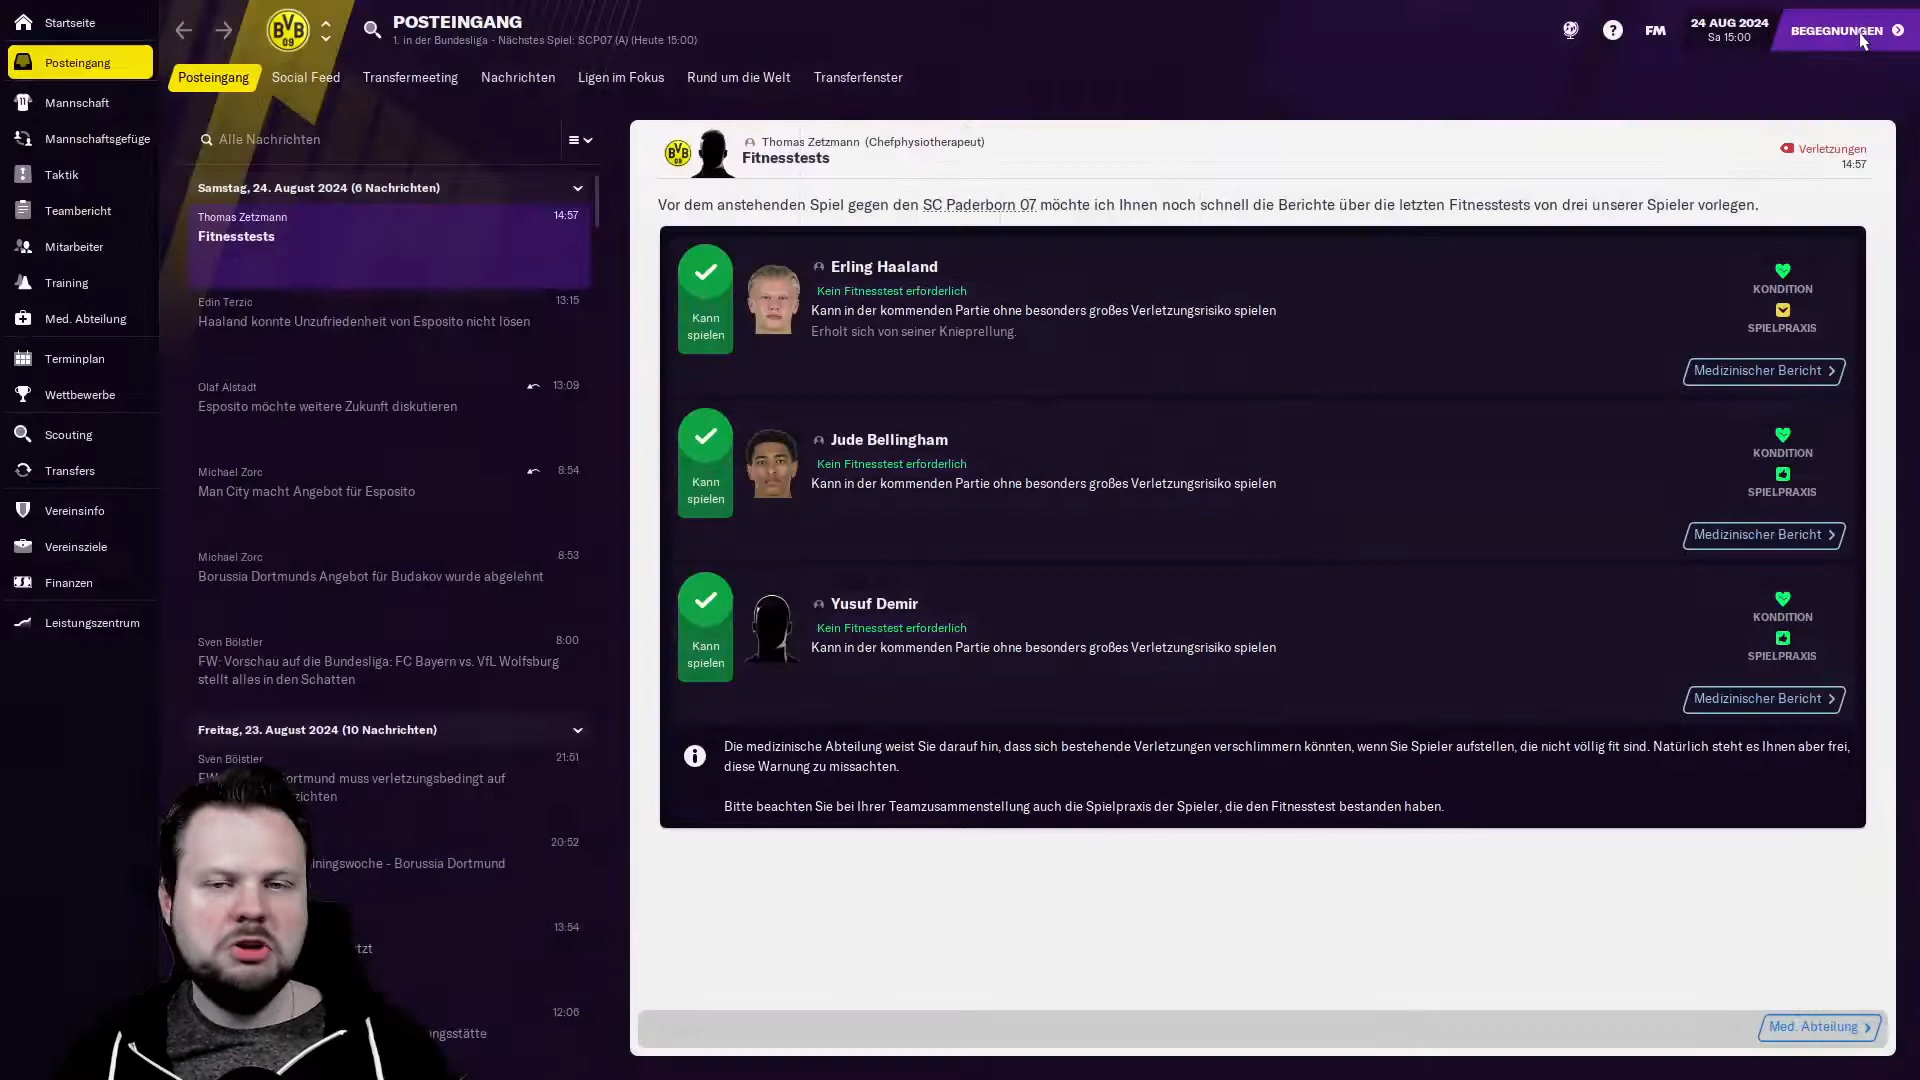 Startseite
Posteingang
Mannschaft
Mannschaftsgefüge
Taktik
Teambericht
Mitarbeiter
Training
Med. Abteilung
Terminplan
Wettbewerbe
Scouting
Transfers
Vereinsinfo
Vereinsziele
Finanzen
Leistungszentrum
BVB
09
POSTEINGANG
1. in der Bundesliga - Nächstes Spiel: SCP07 (A) (Heute 15:00)
?
FM
24 AUG 2024
Sa 15:00
BEGEGNUNGEN
Posteingang
Social Feed
Transfermeeting
Nachrichten
Ligen im Fokus
Rund um die Welt
Transferfenster
Alle Nachrichten
Samstag, 24. August 2024 (6 Nachrichten)
Thomas Zetzmann 14:57
Fitnesstests
Edin Terzic 13:15
Haaland konnte Unzufriedenheit von Esposito nicht lösen
Olaf Alstadt 13:09
Esposito möchte weitere Zukunft diskutieren
Michael Zorc 8:54
Man City macht Angebot für Esposito
Michael Zorc 8:53
Borussia Dortmunds Angebot für Budakov wurde abgelehnt
Sven Bölstler 8:00
FW: Vorschau auf die Bundesliga: FC Bayern vs. VfL Wolfsburg
stellt alles in den Schatten
Freitag, 23. August 2024 (10 Nachrichten)
Sven Bölstler 21:51
ortmund muss verletzungsbedingt auf
zichten
20:52
iningswoche - Borussia Dortmund
13:54
tzt
12:06
ngsstätte
BVB
09
Thomas Zetzmann (Chefphysiotherapeut)
Fitnesstests
Verletzungen
14:57
Vor dem anstehenden Spiel gegen den SC Paderborn 07 möchte ich Ihnen noch schnell die Berichte über die letzten Fitnesstests von drei unserer Spieler vorlegen.
Kann
spielen
Erling Haaland
Kein Fitnesstest erforderlich
Kann in der kommenden Partie ohne besonders großes Verletzungsrisiko spielen
Erholt sich von seiner Knieprellung.
KONDITION
SPIELPRAXIS
Medizinischer Bericht
Kann
spielen
Jude Bellingham
Kein Fitnesstest erforderlich
Kann in der kommenden Partie ohne besonders großes Verletzungsrisiko spielen
KONDITION
SPIELPRAXIS
Medizinischer Bericht
Kann
spielen
Yusuf Demir
Kein Fitnesstest erforderlich
Kann in der kommenden Partie ohne besonders großes Verletzungsrisiko spielen
KONDITION
SPIELPRAXIS
Medizinischer Bericht
Die medizinische Abteilung weist Sie darauf hin, dass sich bestehende Verletzungen verschlimmern könnten, wenn Sie Spieler aufstellen, die nicht völlig fit sind. Natürlich steht es Ihnen aber frei,
diese Warnung zu missachten.
Bitte beachten Sie bei Ihrer Teamzusammenstellung auch die Spielpraxis der Spieler, die den Fitnesstest bestanden haben.
Med. Abteilung